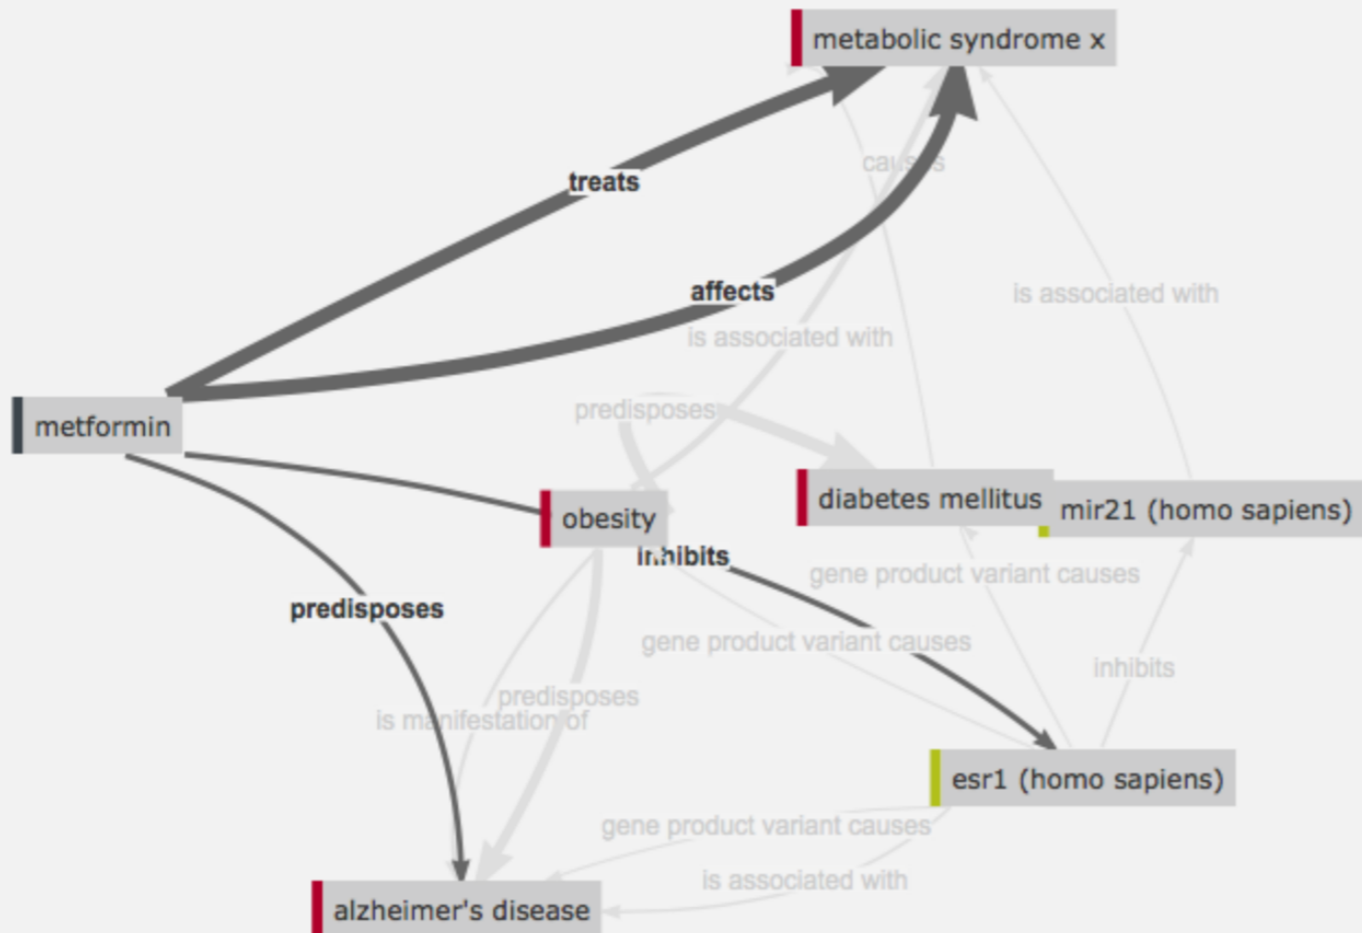 metabolic syndrome x
causes
treats
affects
is associated with
is associated with
predisposes
metformin
diabetes mellitus
mir21 (homo sapiens)
obesity
inhibits
gene product variant causes
predisposes
gene product variant causes
inhibits
predisposes
is manifestation of
esr1 (homo sapiens)
gene product variant causes
is associated with
alzheimer's disease